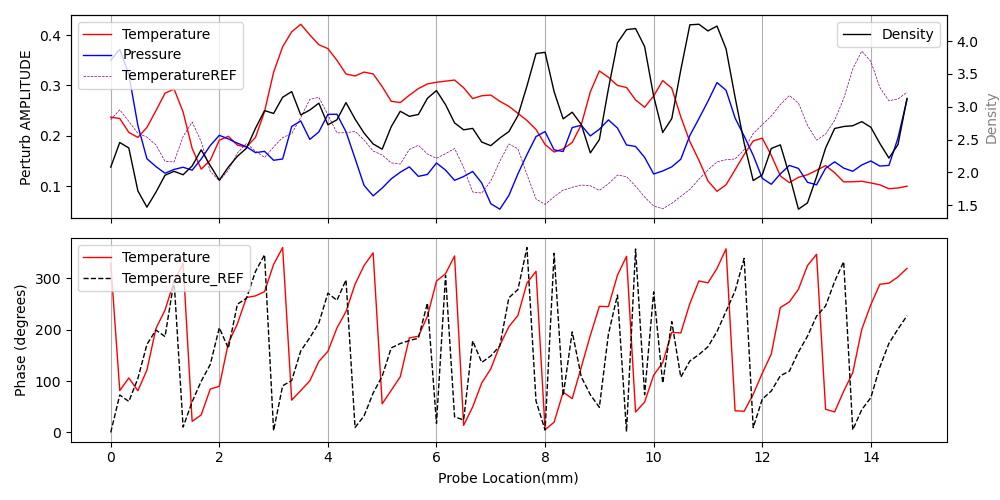 Temperature
Pressure
TemperatureREF
Density
0.4
0.3
0.2
0.1
Perturb AMPLITUDE
4.0
3.5
3.0
2.5
2.0
1.5
Density
Temperature
Temperature_REF
300
200
100
0
Phase (degrees)
0 2 4 6 8 10 12 14
Probe Location(mm)